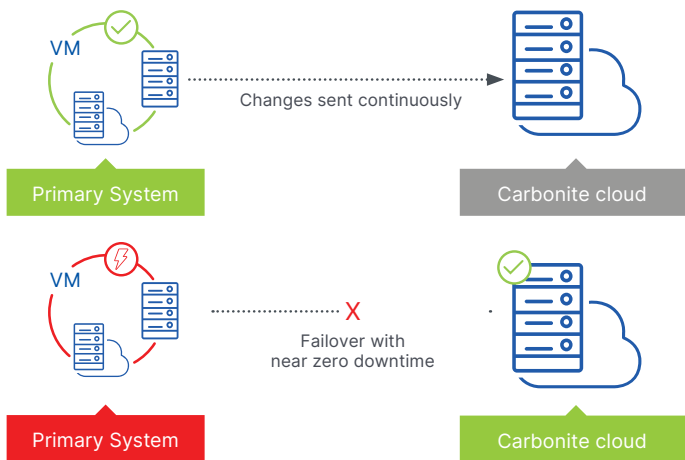 VM
Changes sent continuously
Primary System
Carbonite cloud
VM
X
Failover with
near zero downtime
Primary System
Carbonite cloud